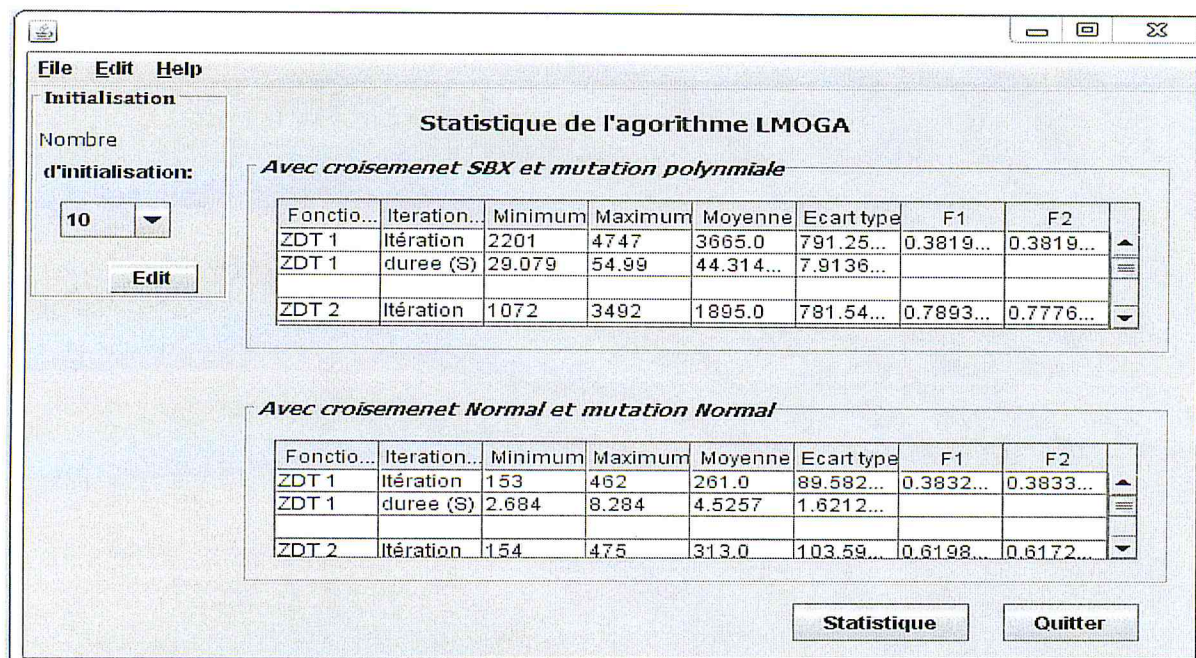 File Edit Help
Initialisation
Nombre
d'initialisation:
10
Edit
Statistique de l'agorithme LMOGA
Avec croisemenet SBX et mutation polynmiale
Fonctio... Iteration... Minimum Maximum Moyenne Ecart type F1 F2
ZDT 1 Itération 2201 4747 3665.0 791.25... 0.3819... 0.3819...
ZDT 1 duree (S) 29.079 54.99 44.314... 7.9136...
ZDT 2 Itération 1072 3492 1895.0 781.54... 0.7893... 0.7776...
Avec croisemenet Normal et mutation Normal
Fonctio... Iteration... Minimum Maximum Moyenne Ecart type F1 F2
ZDT 1 Itération 153 462 261.0 89.582... 0.3832... 0.3833...
ZDT 1 duree (S) 2.684 8.284 4.5257 1.6212...
ZDT 2 Itération 154 475 313.0 103.59... 0.6198... 0.6172...
Statistique Quitter